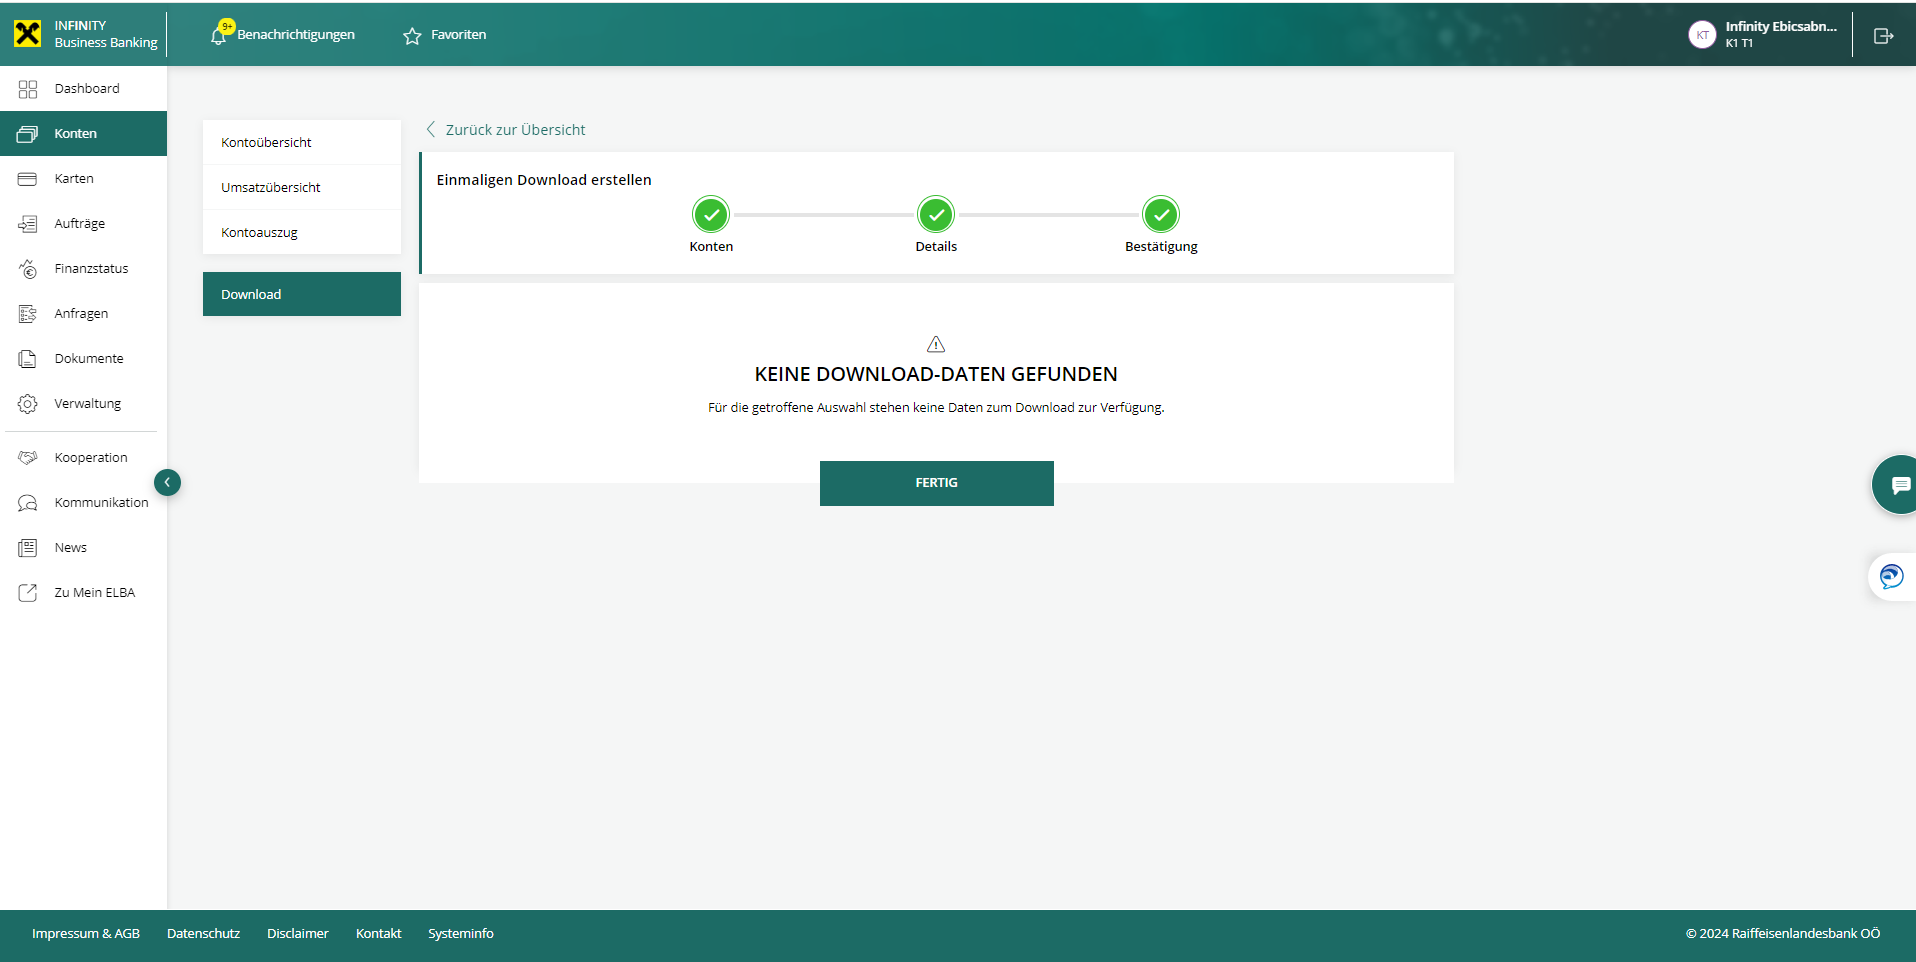 INFINITY
Business Banking
9+
Benachrichtigungen
Favoriten
KT
Infinity Ebicsabn...
K1 T1
Dashboard
Konten
Karten
Aufträge
Finanzstatus
Anfragen
Dokumente
Verwaltung
Kooperation
Kommunikation
News
Zu Mein ELBA
Kontoübersicht
Umsatzübersicht
Kontoauszug
Download
Zurück zur Übersicht
Einmaligen Download erstellen
Konten
Details
Bestätigung
KEINE DOWNLOAD-DATEN GEFUNDEN
Für die getroffene Auswahl stehen keine Daten zum Download zur Verfügung.
FERTIG
Impressum & AGB
Datenschutz
Disclaimer
Kontakt
Systeminfo
© 2024 Raiffeisenlandesbank OÖ